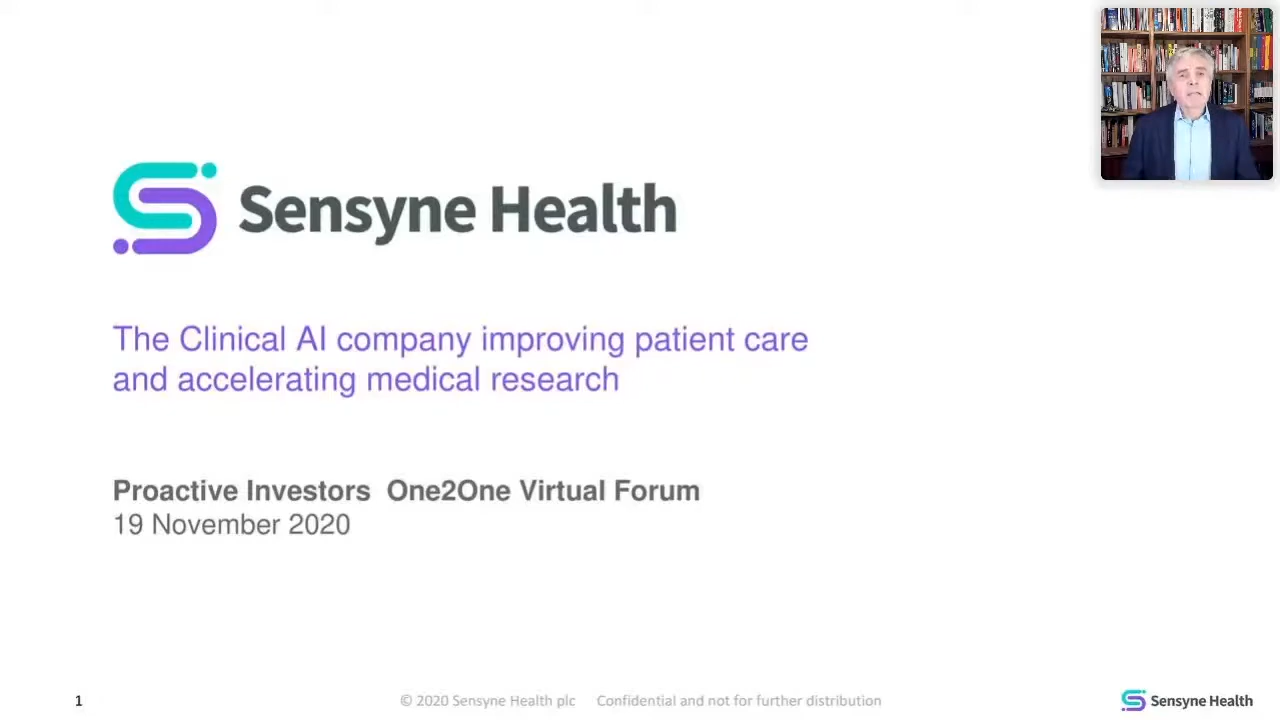 Sensyne Health
The Clinical AI company improving patient care
and accelerating medical research
Proactive Investors One2One Virtual Forum
19 November 2020
1
© 2020 Sensyne Health plc Confidential and not for further distribution
Sensyne Health